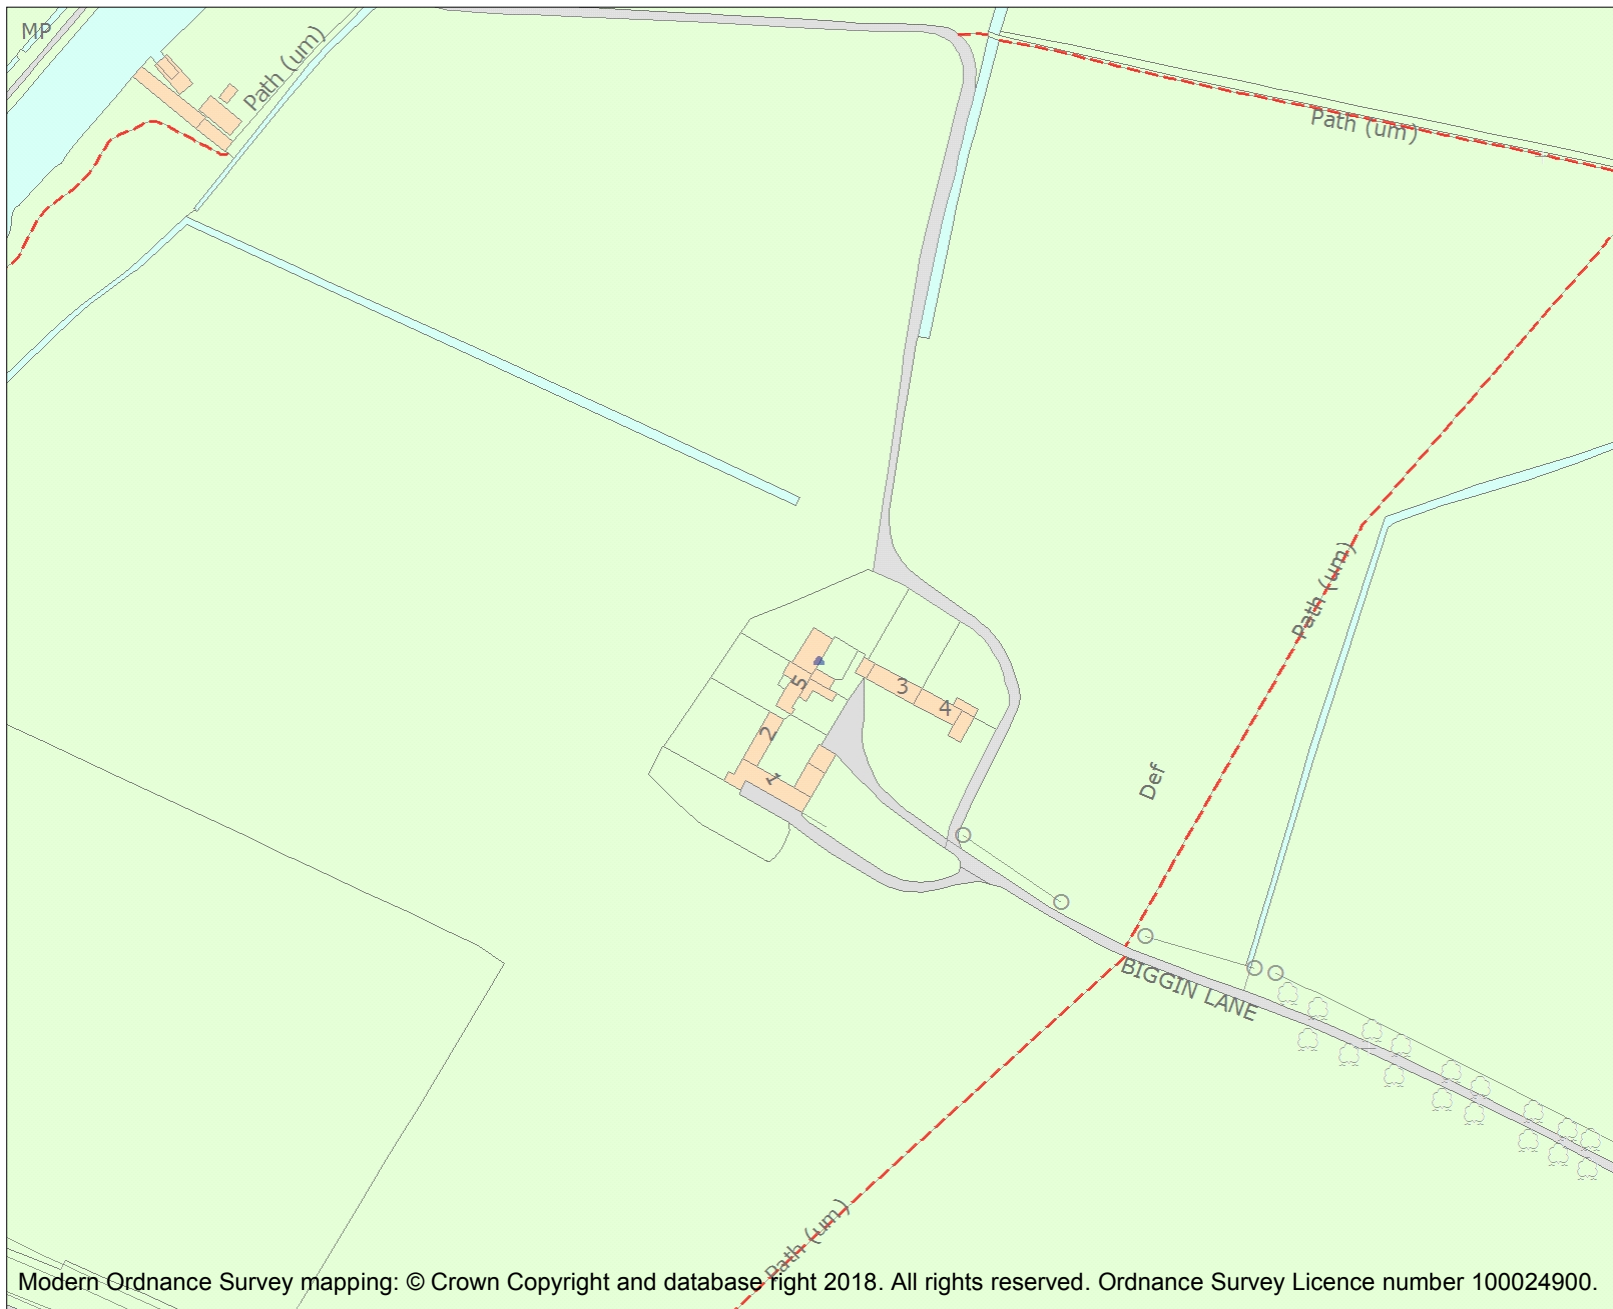 MP
Path (um)
Path (um)
Path (um)
3
5
4
2
1
Def
BIGGIN LANE
Path (um)
Modern Ordnance Survey mapping: © Crown Copyright and database right 2018. All rights reserved. Ordnance Survey Licence number 100024900.